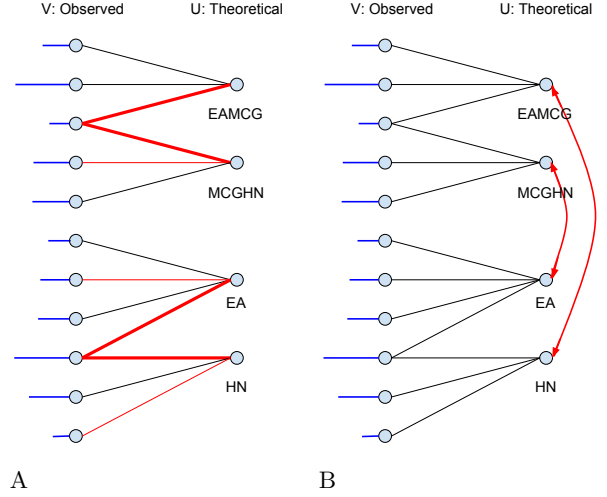 V: Observed U: Theoretical V: Observed U: Theoretical
EAMCG EAMCG
MCGHN MCGHN
EA EA
HN HN
A B